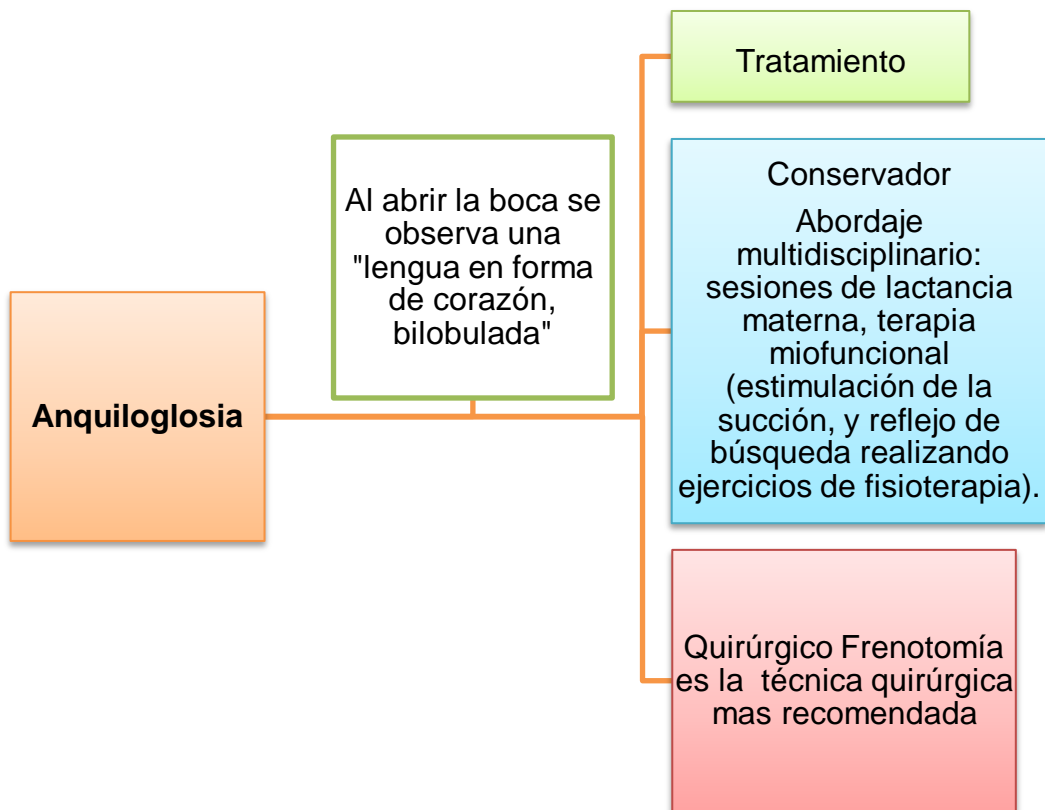 Anquiloglosia
Al abrir la boca se
observa una
"lengua en forma
de corazón,
bilobulada"
Tratamiento
Conservador
Abordaje
multidisciplinario:
sesiones de lactancia
materna, terapia
miofuncional
(estimulación de la
succión, y reflejo de
búsqueda realizando
ejercicios de fisioterapia).
Quirúrgico Frenotomía
es la técnica quirúrgica
mas recomendada